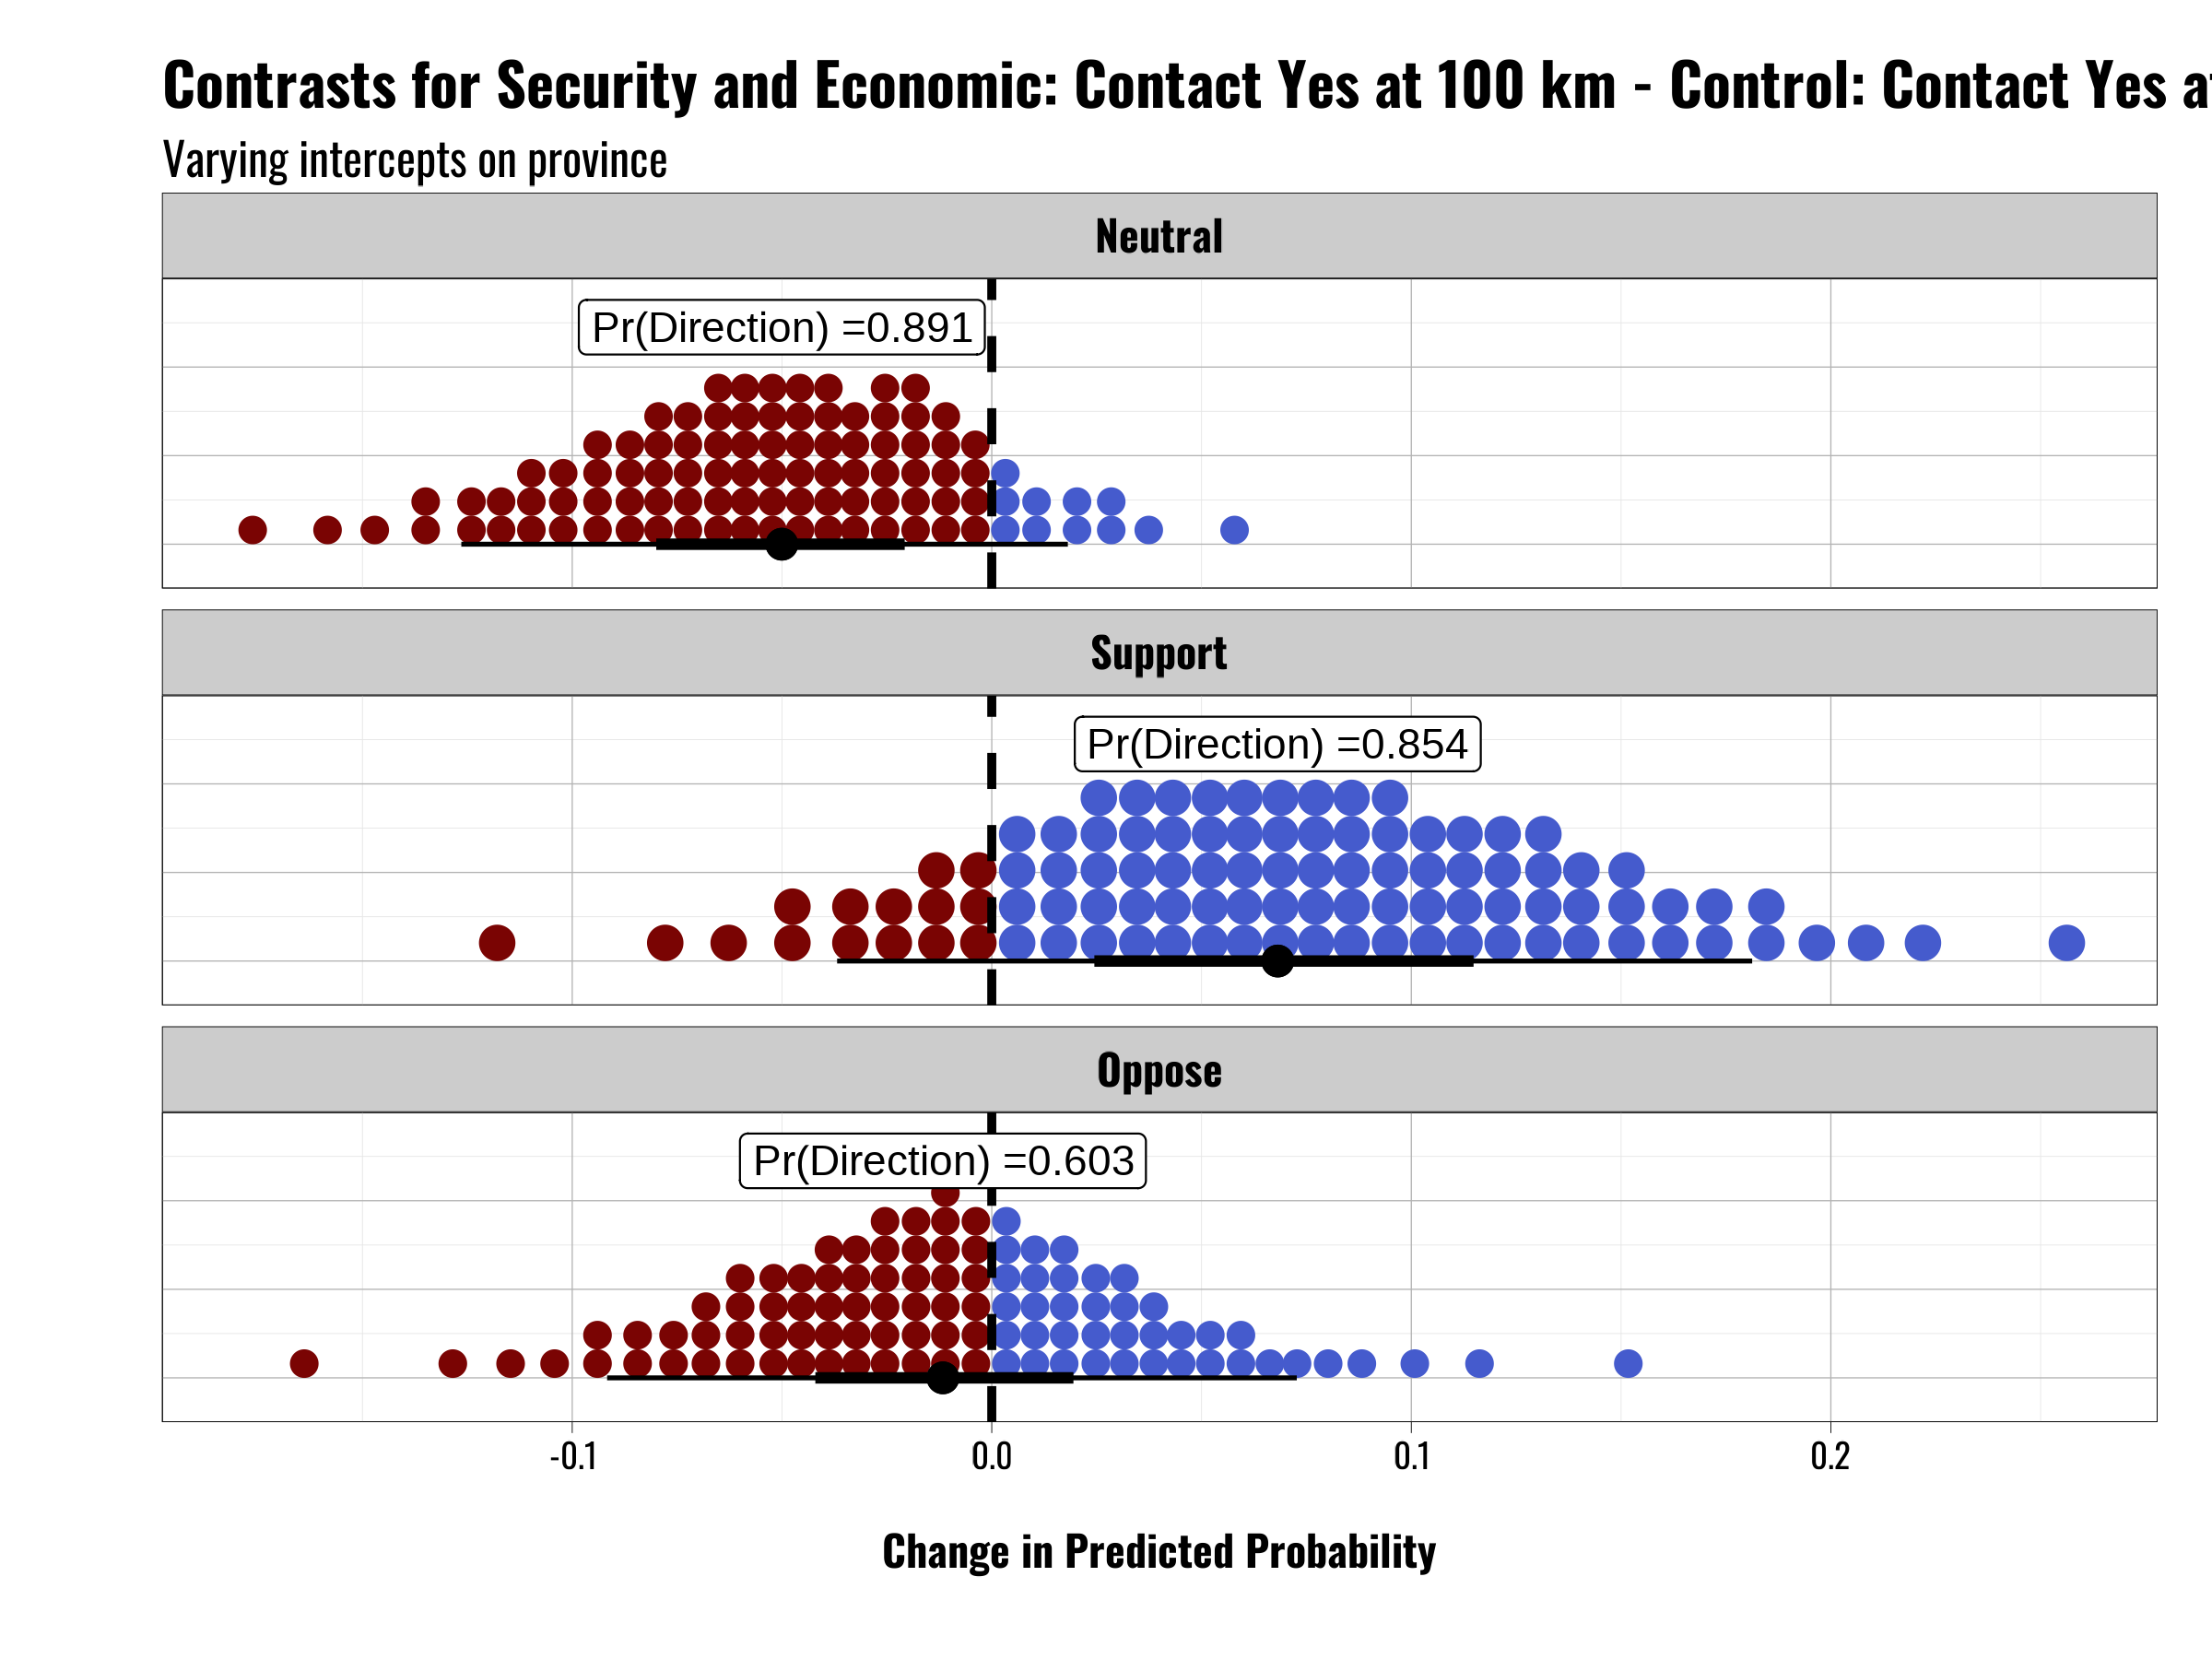 Contrasts for Security and Economic: Contact Yes at 100 km - Control: Contact Yes
Varying intercepts on province
Neutral
Pr(Direction) =0.891
Support
Pr(Direction) =0.854
Oppose
Pr(Direction) =0.603
-0.1 0.0 0.1 0.2
Change in Predicted Probability